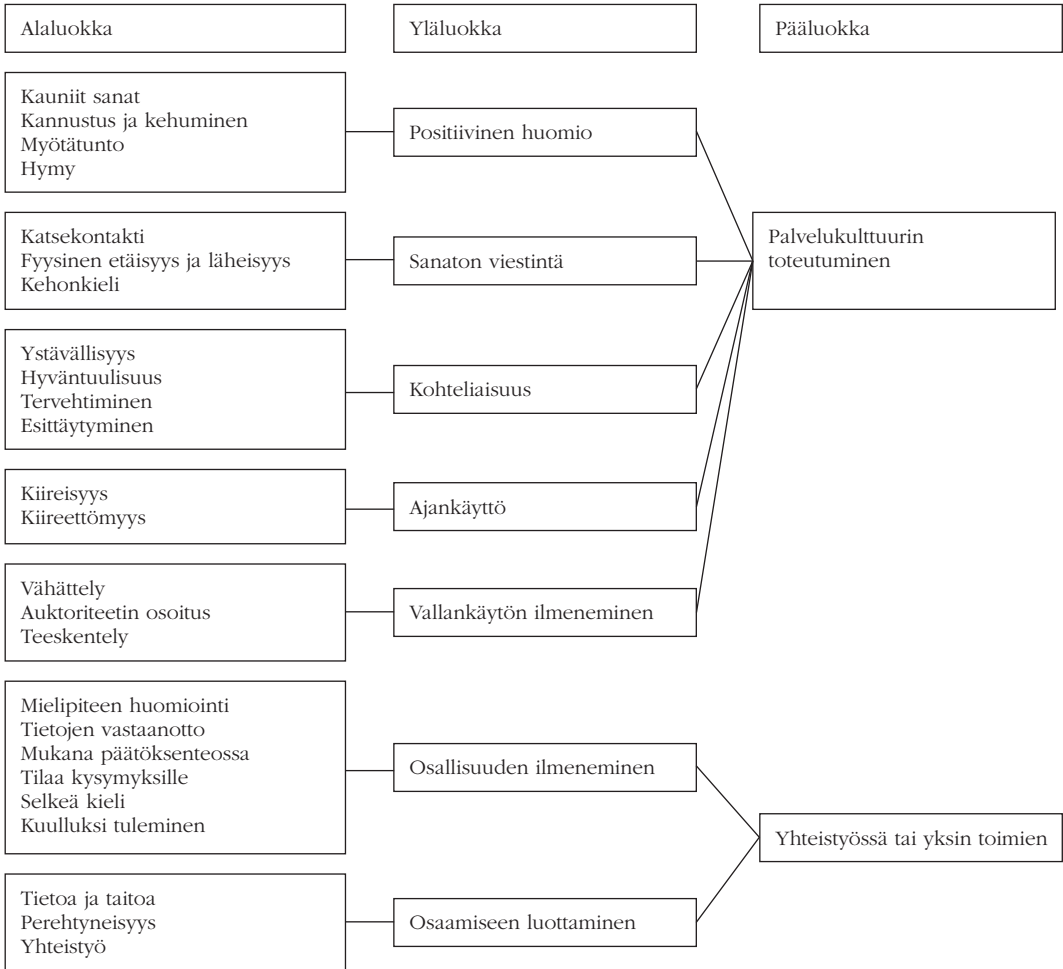 Alaluokka
Yläluokka
Pääluokka
Kauniit sanat
Kannustus ja kehuminen
Myötätunto
Hymy
Positiivinen huomio
Katsekontakti
Fyysinen etäisyys ja läheisyys
Kehonkieli
Sanaton viestintä
Palvelukulttuurin
toteutuminen
Ystävällisyys
Hyväntuulisuus
Tervehtiminen
Esittäytyminen
Kohteliaisuus
Kiireisyys
Kiireettömyys
Ajankäyttö
Vähättely
Auktoriteetin osoitus
Teeskentely
Vallankäytön ilmeneminen
Mielipiteen huomiointi
Tietojen vastaanotto
Mukana päätöksenteossa
Tilaa kysymyksille
Selkeä kieli
Kuulluksi tuleminen
Osallisuuden ilmeneminen
Yhteistyössä tai yksin toimien
Tietoa ja taitoa
Perehtyneisyys
Yhteistyö
Osaamiseen luottaminen